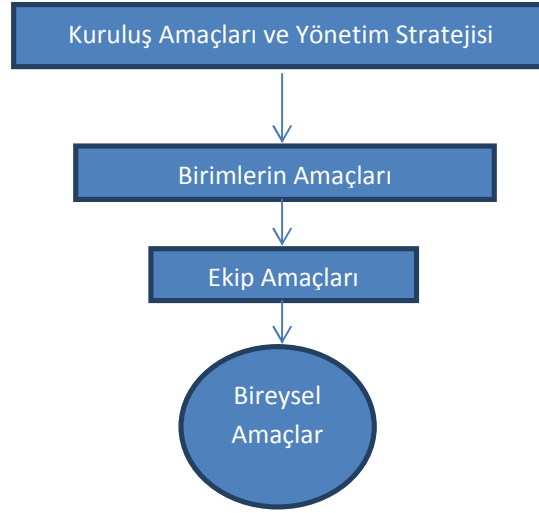 Kuruluş Amaçları ve Yönetim Stratejisi
Birimlerin Amaçları
Ekip Amaçları
Bireysel
Amaçlar